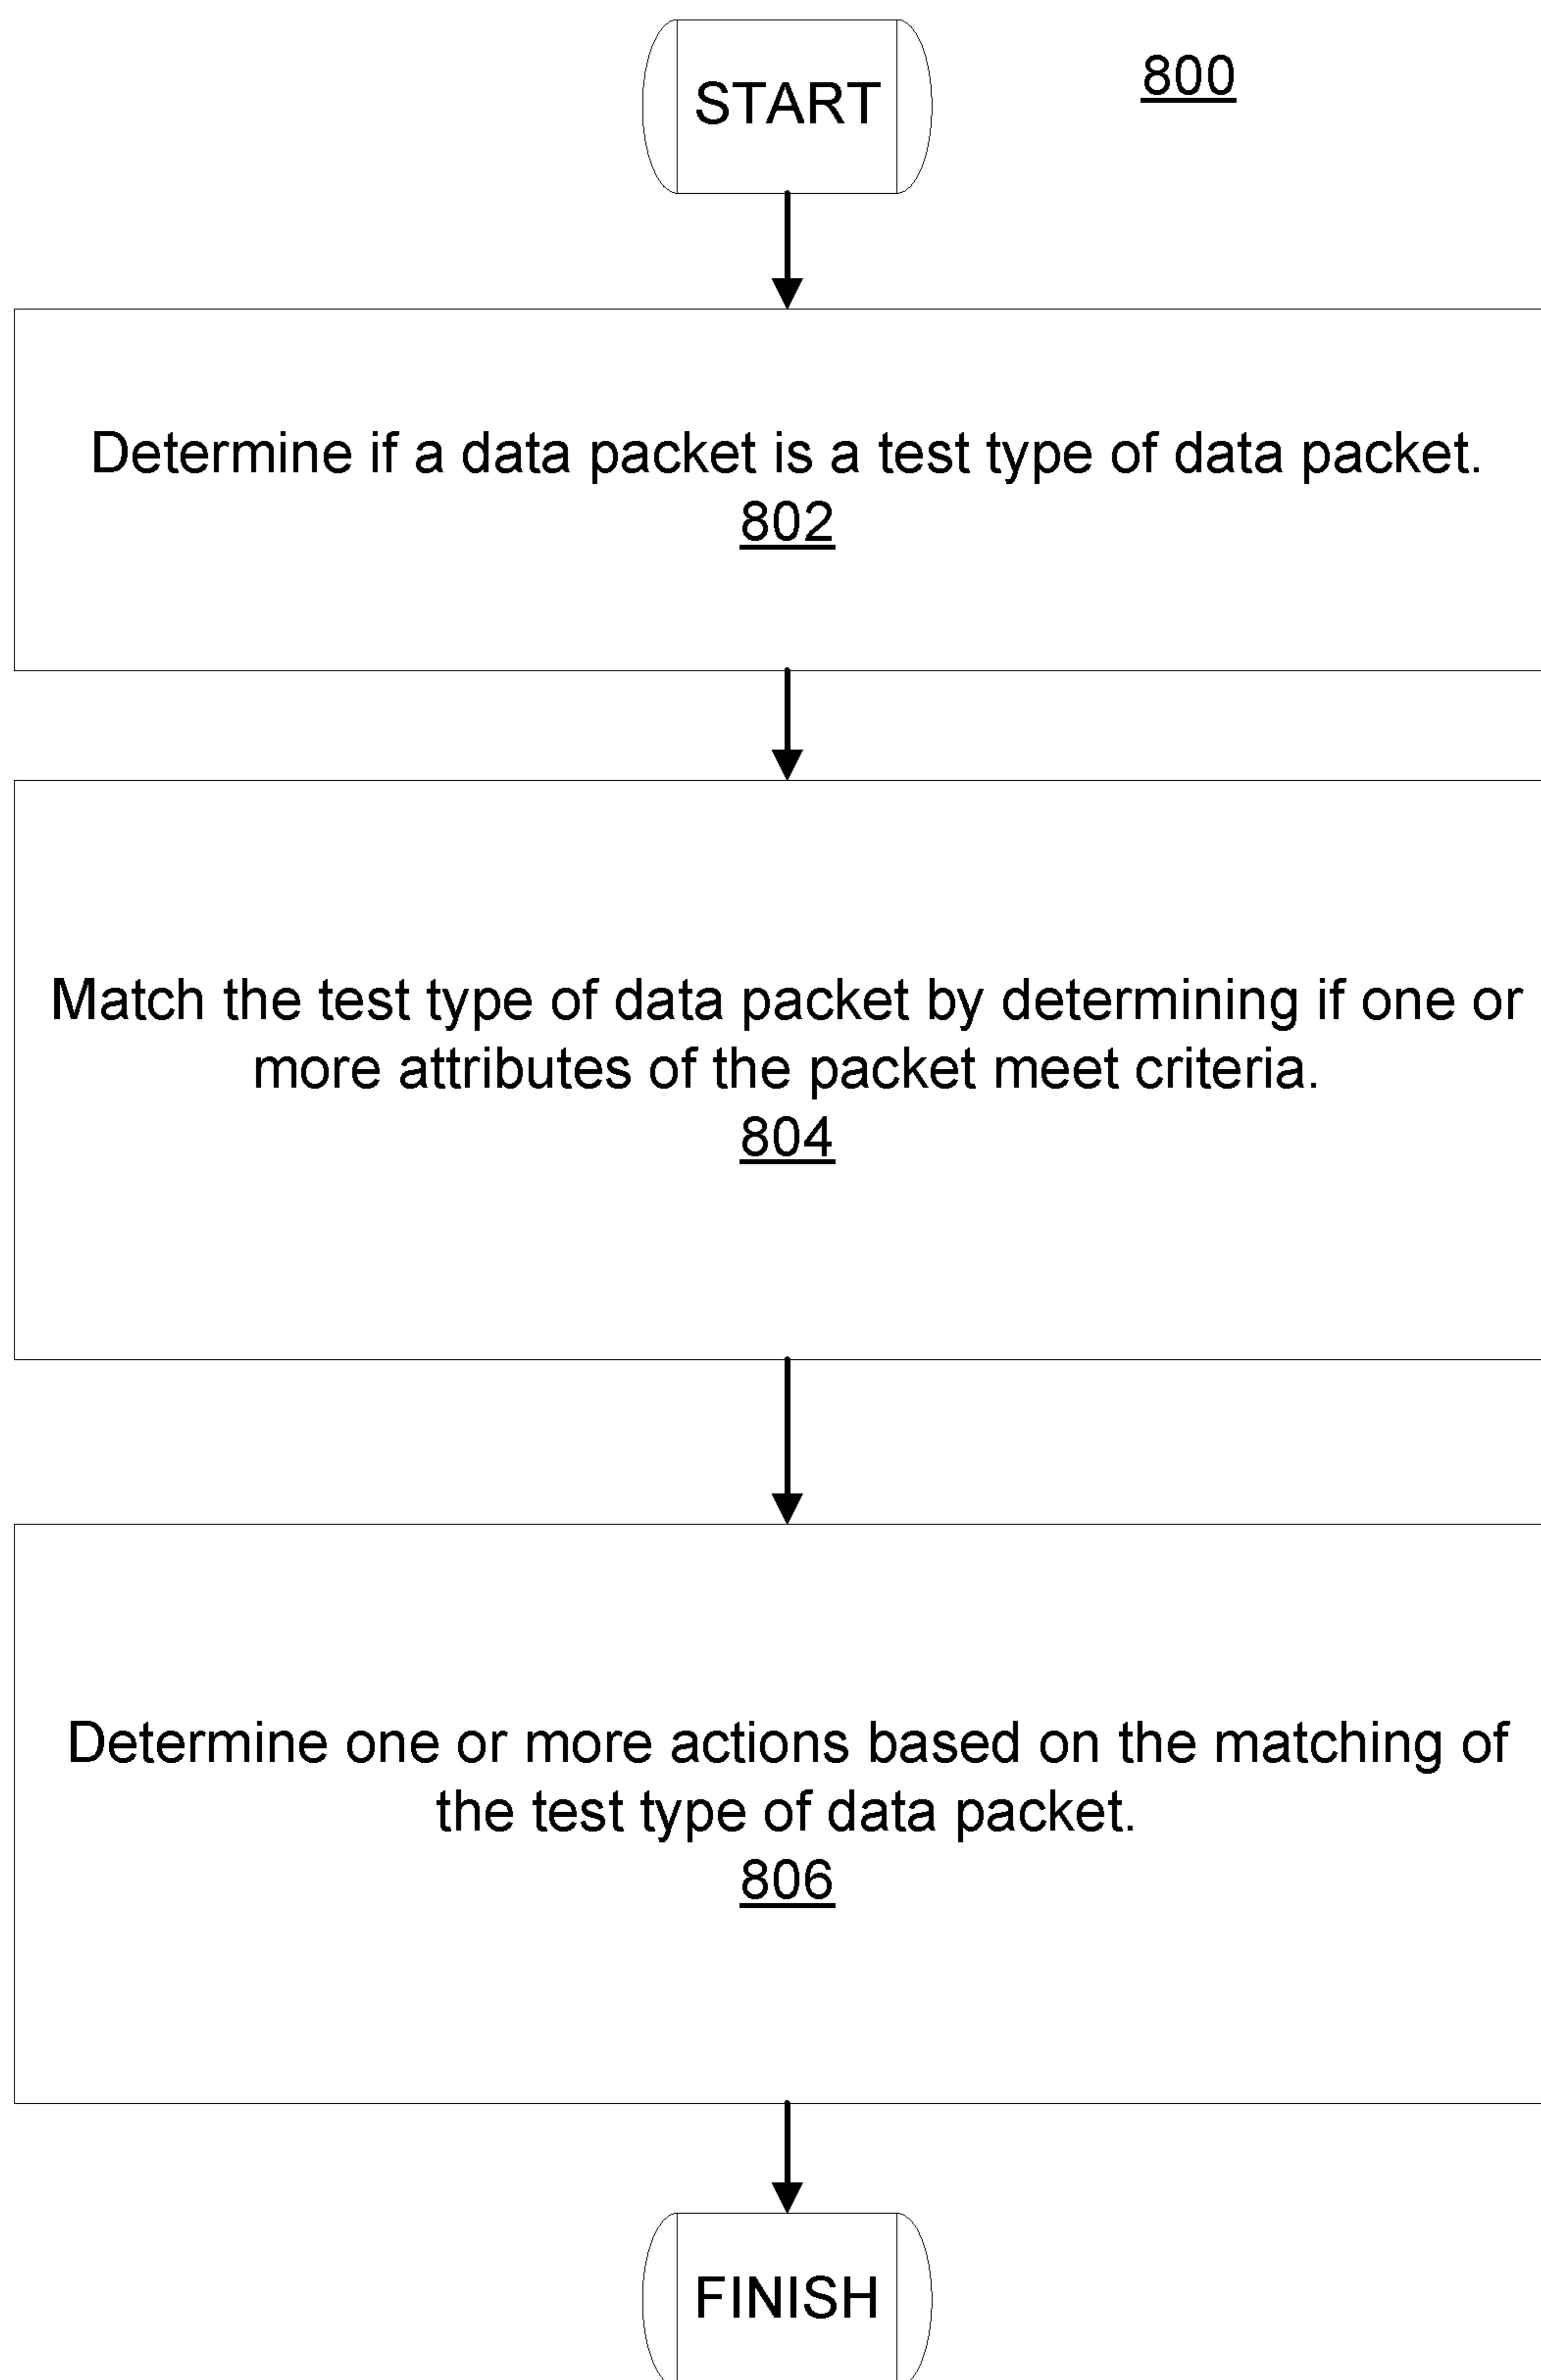 START
800
Determine if a data packet is a test type of data packet.
802
Match the test type of data packet by determining if one or
more attributes of the packet meet criteria.
804
Determine one or more actions based on the matching of
the test type of data packet.
806
FINISH